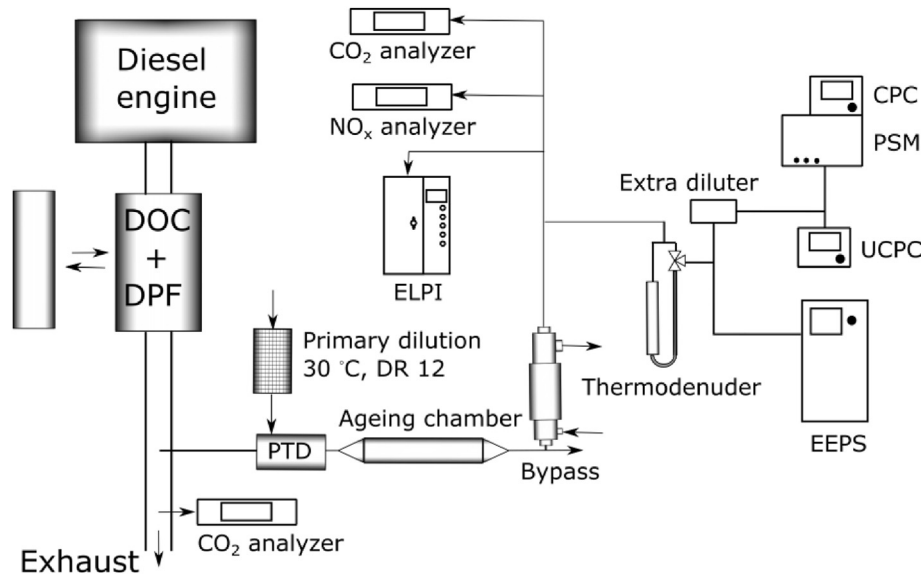 Diesel
engine
CO₂ analyzer
NOₓ analyzer
CPC
PSM
Extra diluter
UCPC
DOC
+
DPF
ELPI
Primary dilution
30 °C, DR 12
Thermodenuder
Ageing chamber
EEPS
PTD
Bypass
CO₂ analyzer
Exhaust